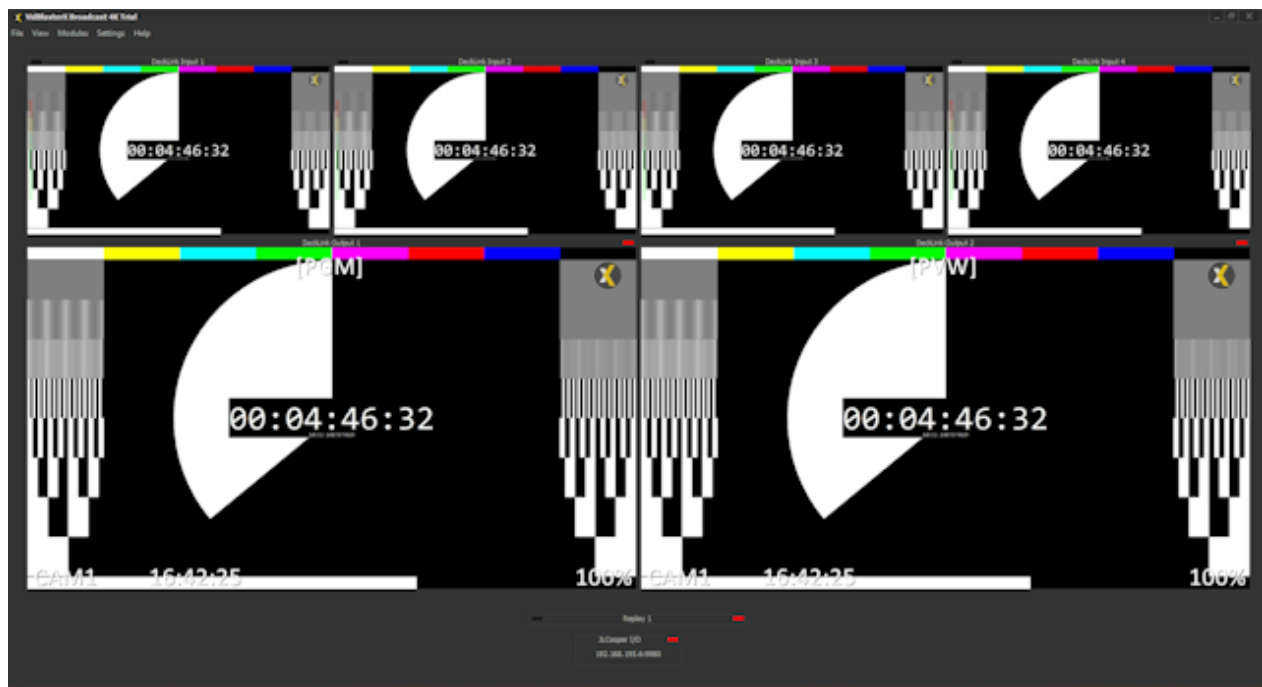 VidBlasterX Broadcast 4K Trial
File View Modules Settings Help
DeckLink Input 1
DeckLink Input 2
DeckLink Input 3
DeckLink Input 4
00:04:46:32
00:04:46:32
00:04:46:32
00:04:46:32
DeckLink Output 1
DeckLink Output 2
[PGM]
[PVW]
00:04:46:32
00:04:46:32
CAM1 16:42:25 100%
CAM1 16:42:25 100%
Replay 1
JLCooper I/O